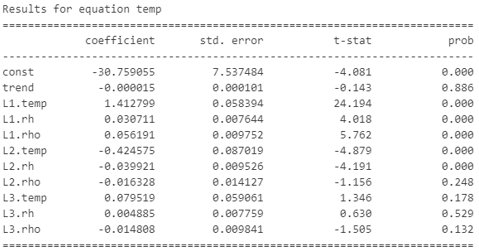 Results for equation temp
==========================================================================
coefficient std. error t-stat prob
--------------------------------------------------------------------------
const -30.759055 7.537484 -4.081 0.000
trend -0.000015 0.000101 -0.143 0.886
L1.temp 1.412799 0.058394 24.194 0.000
L1.rh 0.030711 0.007644 4.018 0.000
L1.rho 0.056191 0.009752 5.762 0.000
L2.temp -0.424575 0.087019 -4.879 0.000
L2.rh -0.039921 0.009526 -4.191 0.000
L2.rho -0.016328 0.014127 -1.156 0.248
L3.temp 0.079519 0.059061 1.346 0.178
L3.rh 0.004885 0.007759 0.630 0.529
L3.rho -0.014808 0.009841 -1.505 0.132
==========================================================================